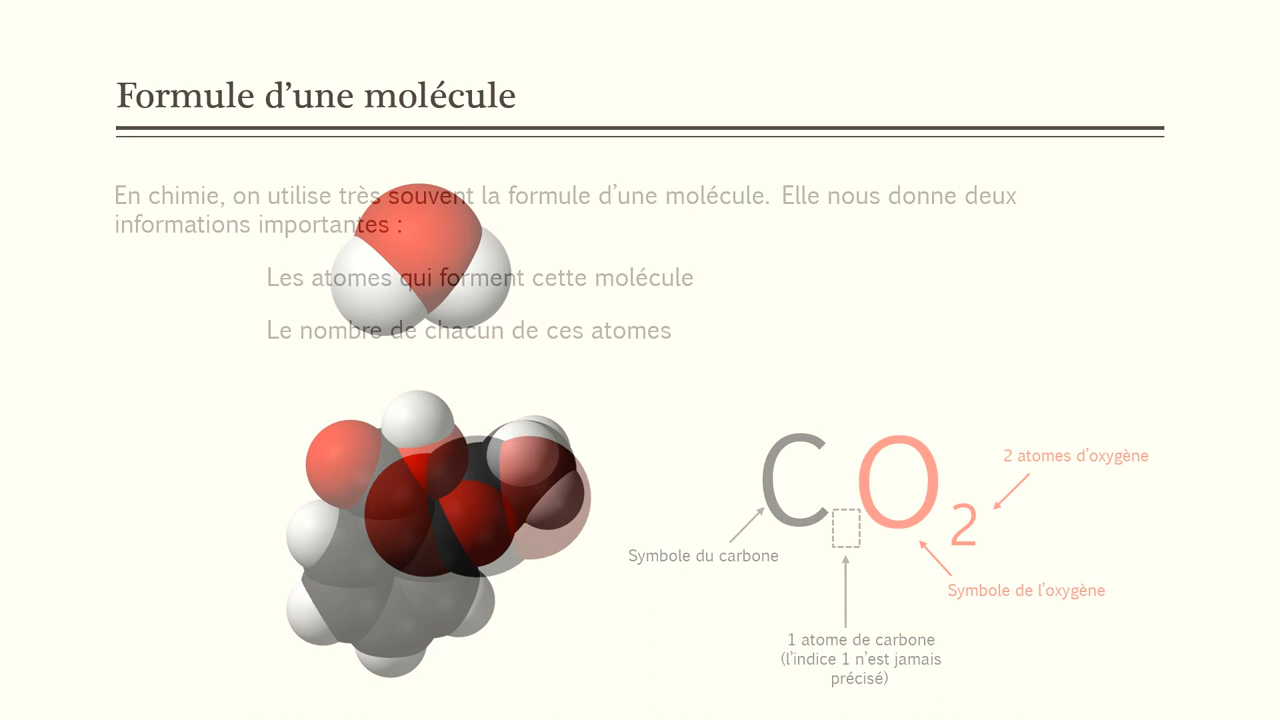 Formule d’une molécule
En chimie, on utilise très souvent la formule d’une molécule. Elle nous donne deux
informations importantes :
Les atomes qui forment cette molécule
Le nombre de chacun de ces atomes
CO2
2 atomes d’oxygène
Symbole du carbone
Symbole de l’oxygène
1 atome de carbone
(l’indice 1 n’est jamais
précisé)